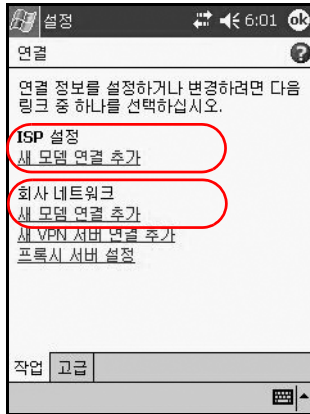 설정 6:01 ok
연결
연결 정보를 설정하거나 변경하려면 다음
링크 중 하나를 선택하십시오.
ISP 설정
새 모뎀 연결 추가
회사 네트워크
새 모뎀 연결 추가
새 VPN 서버 연결 추가
프록시 서버 설정
작업 고급